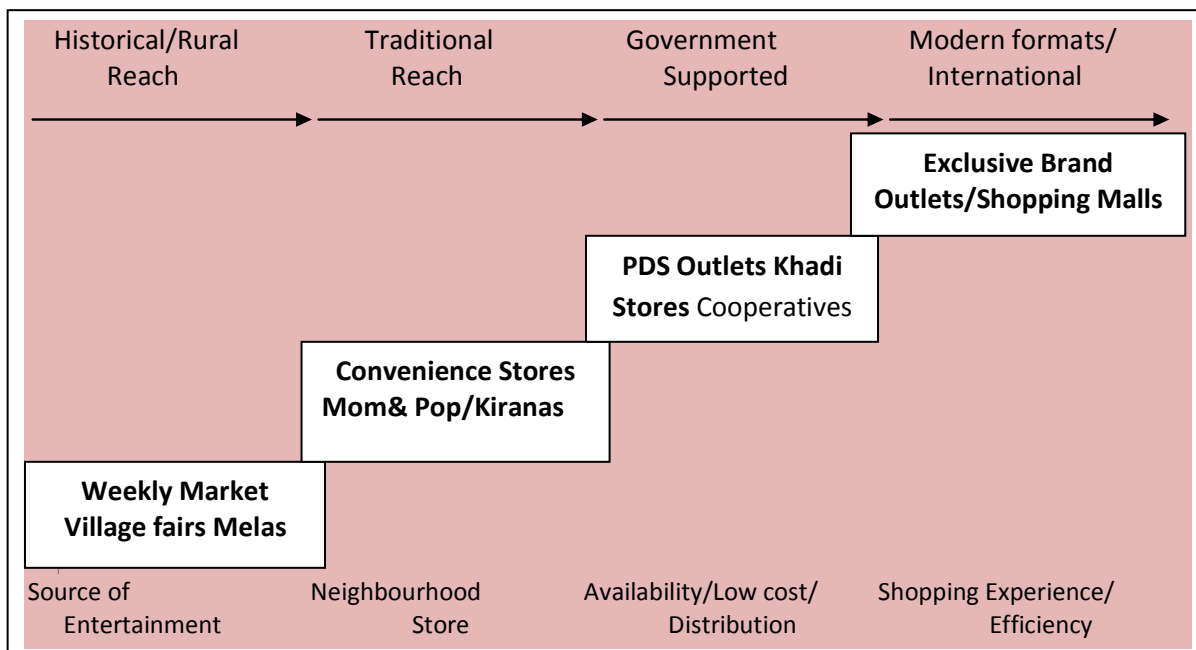 Historical/Rural
Reach
Traditional
Reach
Government
Supported
Modern formats/
International
Exclusive Brand
Outlets/Shopping Malls
PDS Outlets Khadi
Stores Cooperatives
Convenience Stores
Mom& Pop/Kiranas
Weekly Market
Village fairs Melas
Source of
Entertainment
Neighbourhood
Store
Availability/Low cost/
Distribution
Shopping Experience/
Efficiency